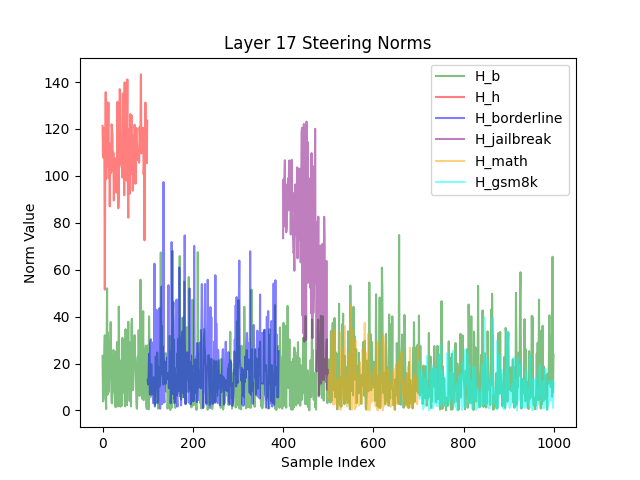 Layer 17 Steering Norms
H_b
H_h
H_borderline
H_jailbreak
H_math
H_gsm8k
Norm Value
140
120
100
80
60
40
20
0
0
200
400
600
800
1000
Sample Index